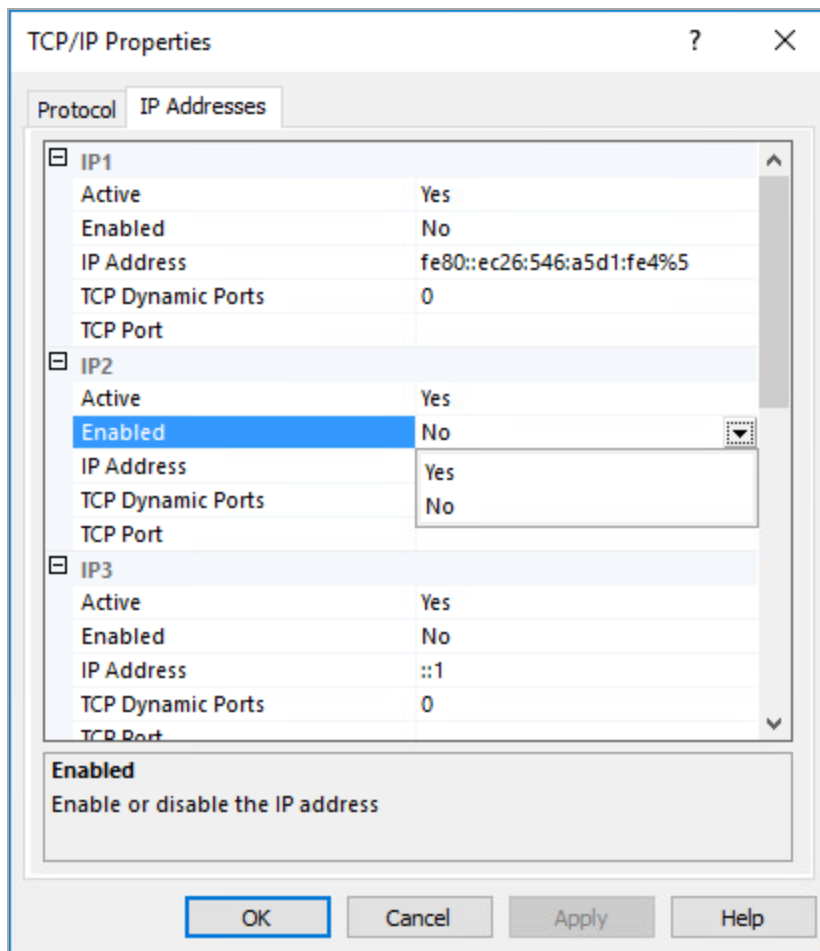 TCP/IP Properties ? ×
Protocol IP Addresses
IP1
Active Yes
Enabled No
IP Address fe80::ec26:546:a5d1:fe4%5
TCP Dynamic Ports 0
TCP Port
IP2
Active Yes
Enabled No
IP Address Yes
TCP Dynamic Ports No
TCP Port
IP3
Active Yes
Enabled No
IP Address ::1
TCP Dynamic Ports 0
TCP Port
Enabled
Enable or disable the IP address
OK Cancel Apply Help